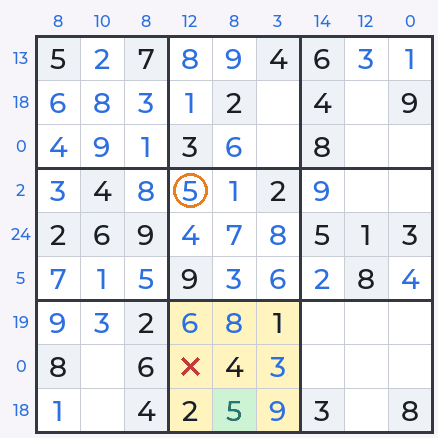 8 10 8 12 8 3 14 12 0
13 5 2 7 8 9 4 6 3 1
18 6 8 3 1 2 4 9
0 4 9 1 3 6 8
2 3 4 8 5 1 2 9
24 2 6 9 4 7 8 5 1 3
5 7 1 5 9 3 6 2 8 4
19 9 3 2 6 8 1
0 8 6 4 3
18 1 4 2 5 9 3 8